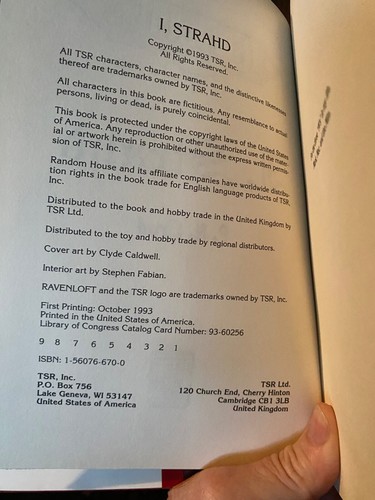 I, STRAHD
Copyright ©1993 TSR, Inc.
All Rights Reserved.
All TSR characters, character names, and the distinctive likenesses
thereof are trademarks owned by TSR, Inc.
All characters in this book are fictitious. Any resemblance to actual
persons, living or dead, is purely coincidental.
This book is protected under the copyright laws of the United States
of America. Any reproduction or other unauthorized use of the mater-
ial or artwork herein is prohibited without the express written permis-
sion of TSR, Inc.
Random House and its affiliate companies have worldwide distribu-
tion rights in the book trade for English language products of TSR,
Inc.
Distributed to the book and hobby trade in the United Kingdom by
TSR Ltd.
Distributed to the toy and hobby trade by regional distributors.
Cover art by Clyde Caldwell.
Interior art by Stephen Fabian.
RAVENLOFT and the TSR logo are trademarks owned by TSR, Inc.
First Printing: October 1993
Printed in the United States of America.
Library of Congress Catalog Card Number: 93-60256
9 8 7 6 5 4 3 2 1
ISBN: 1-56076-670-0
TSR, Inc.
P.O. Box 756
Lake Geneva, WI 53147
United States of America
TSR Ltd.
120 Church End, Cherry Hinton
Cambridge CB1 3LB
United Kingdom